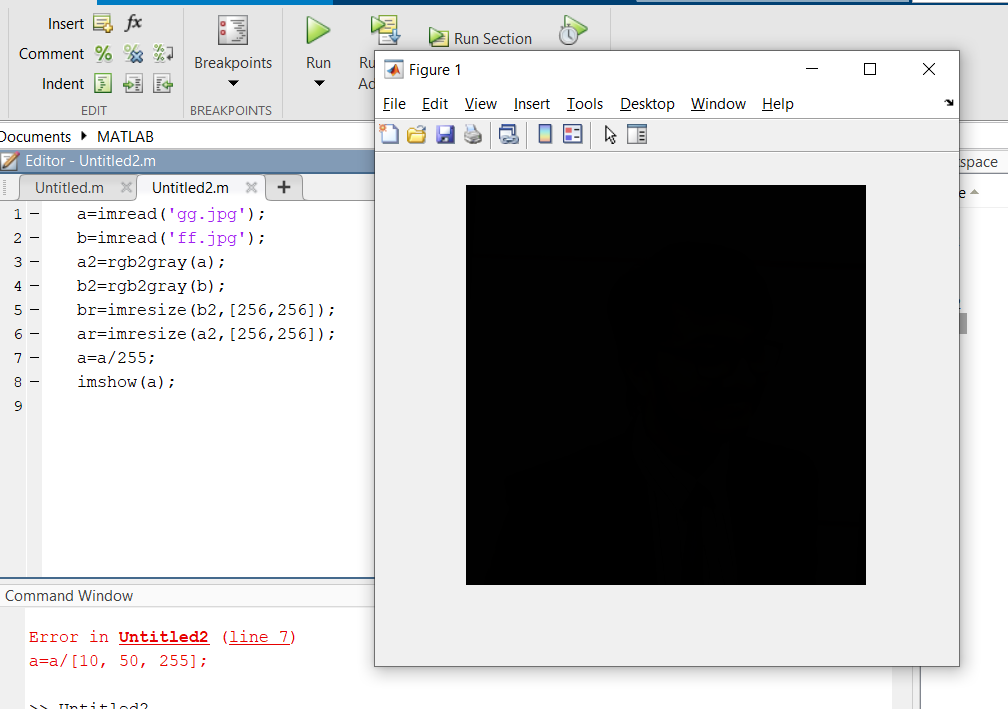 Insert fx
Comment
Indent
EDIT
Breakpoints
BREAKPOINTS
Run
Run Section
Documents MATLAB
Editor - Untitled2.m
Untitled.m Untitled2.m
1 a=imread('gg.jpg');
2 b=imread('ff.jpg');
3 a2=rgb2gray(a);
4 b2=rgb2gray(b);
5 br=imresize(b2,[256,256]);
6 ar=imresize(a2,[256,256]);
7 a=a/255;
8 imshow(a);
9
Figure 1
File Edit View Insert Tools Desktop Window Help
space
Command Window
Error in Untitled2 (line 7)
a=a/[10, 50, 255];
>> Untitled2